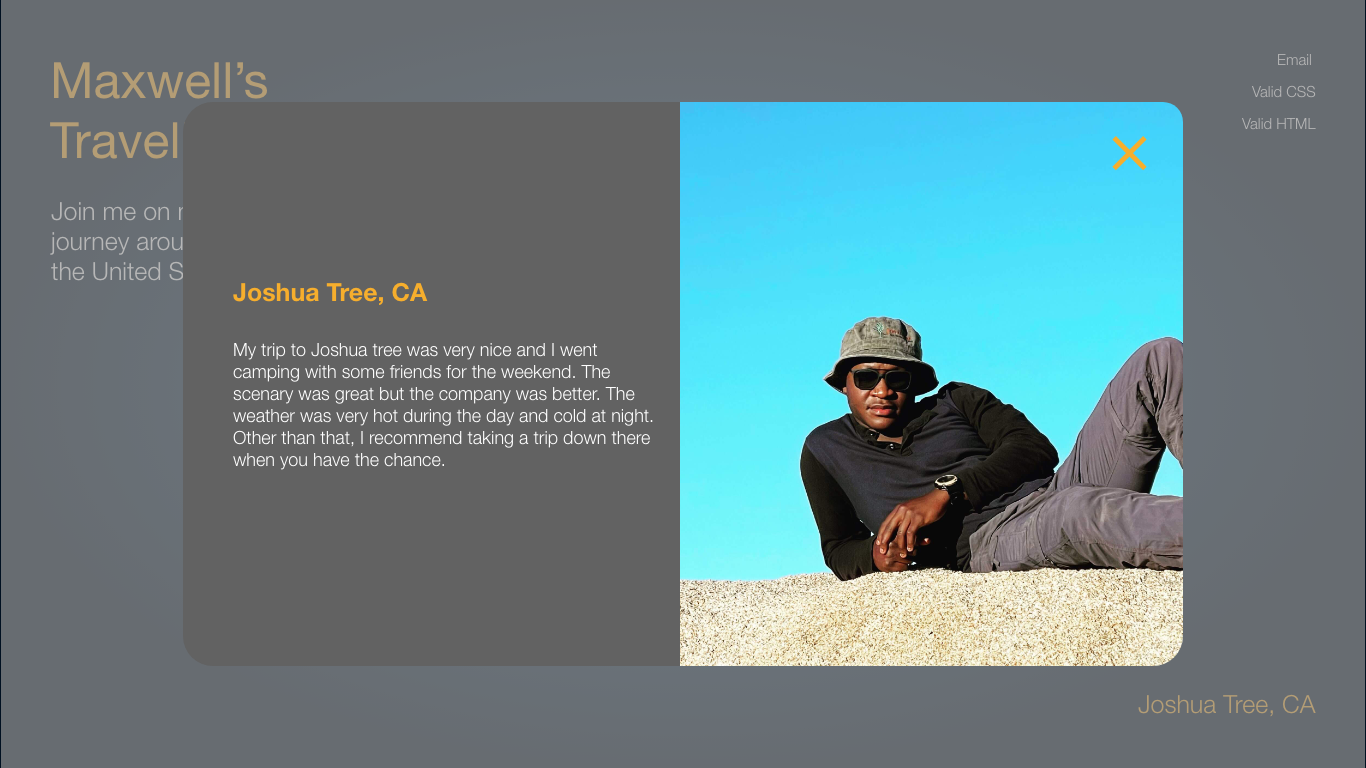 Maxwell’s
Travel
Join me on
journey arou
the United S
Email
Valid CSS
Valid HTML
Joshua Tree, CA
My trip to Joshua tree was very nice and I went
camping with some friends for the weekend. The
scenary was great but the company was better. The
weather was very hot during the day and cold at night.
Other than that, I recommend taking a trip down there
when you have the chance.
Joshua Tree, CA